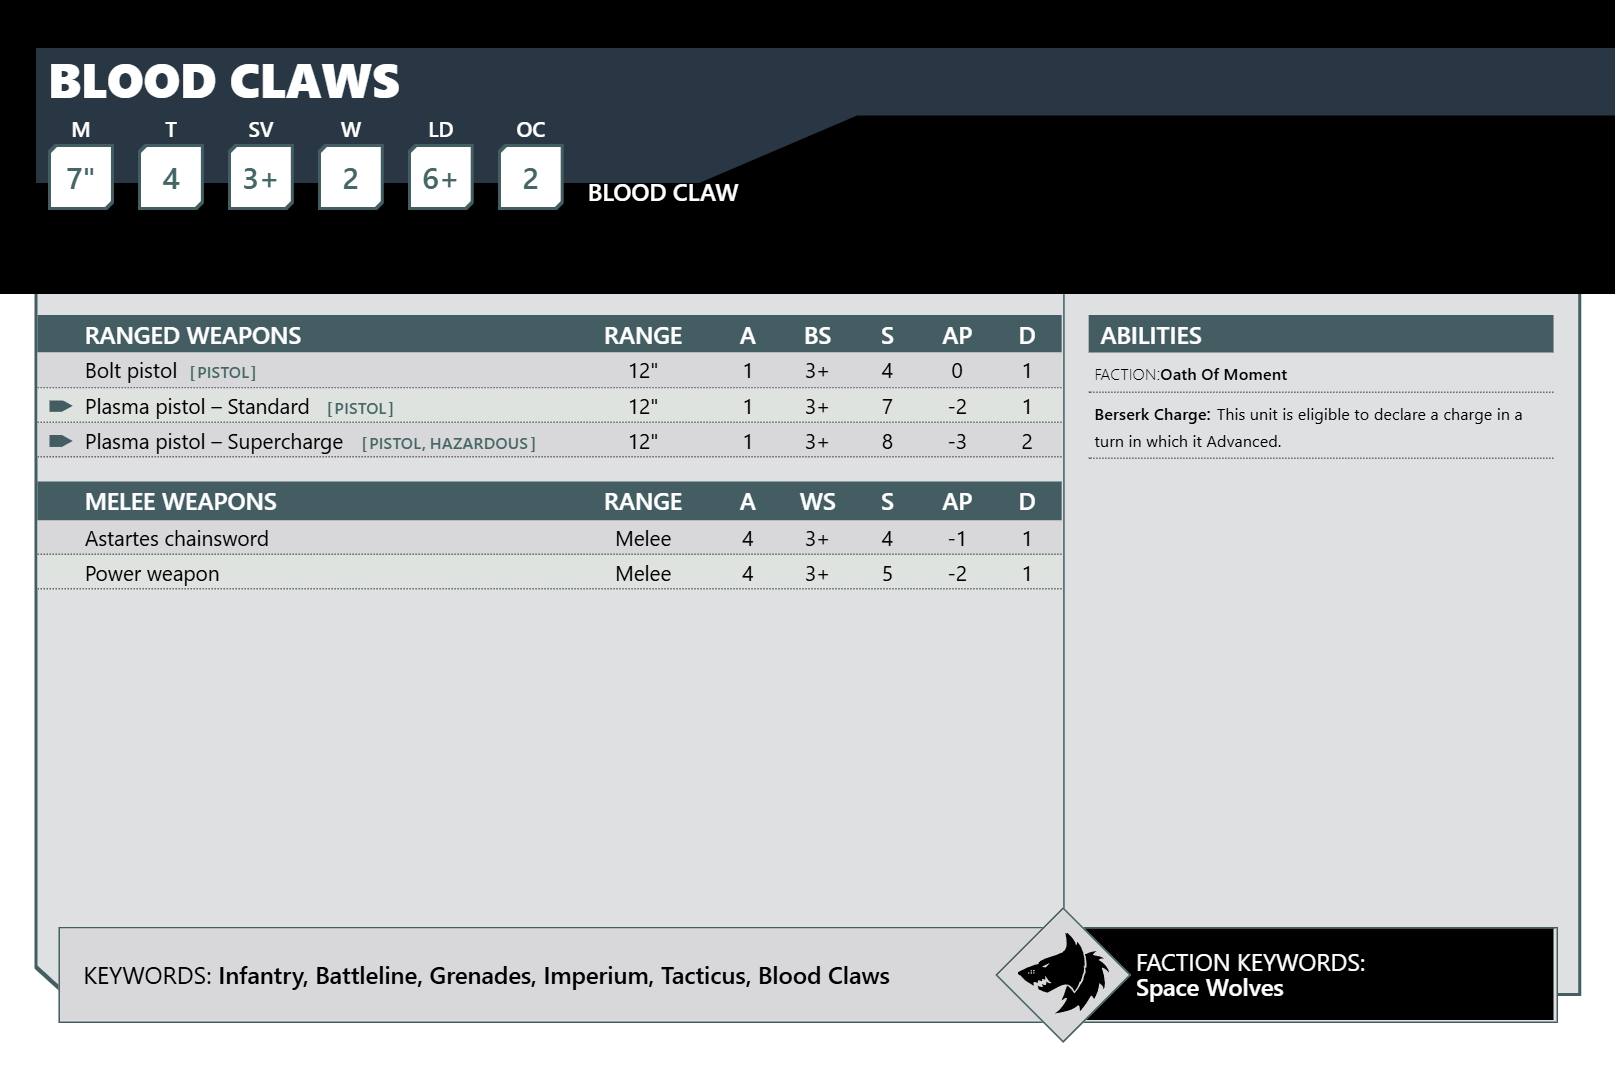 BLOOD CLAWS
M T SV W LD OC
7" 4 3+ 2 6+ 2
BLOOD CLAW
RANGED WEAPONS RANGE A BS S AP D
Bolt pistol [PISTOL] 12" 1 3+ 4 0 1
Plasma pistol – Standard [PISTOL] 12" 1 3+ 7 -2 1
Plasma pistol – Supercharge [PISTOL, HAZARDOUS] 12" 1 3+ 8 -3 2
MELEE WEAPONS RANGE A WS S AP D
Astartes chainsword Melee 4 3+ 4 -1 1
Power weapon Melee 4 3+ 5 -2 1
ABILITIES
FACTION:Oath Of Moment
Berserk Charge: This unit is eligible to declare a charge in a
turn in which it Advanced.
KEYWORDS: Infantry, Battleline, Grenades, Imperium, Tacticus, Blood Claws
FACTION KEYWORDS:
Space Wolves